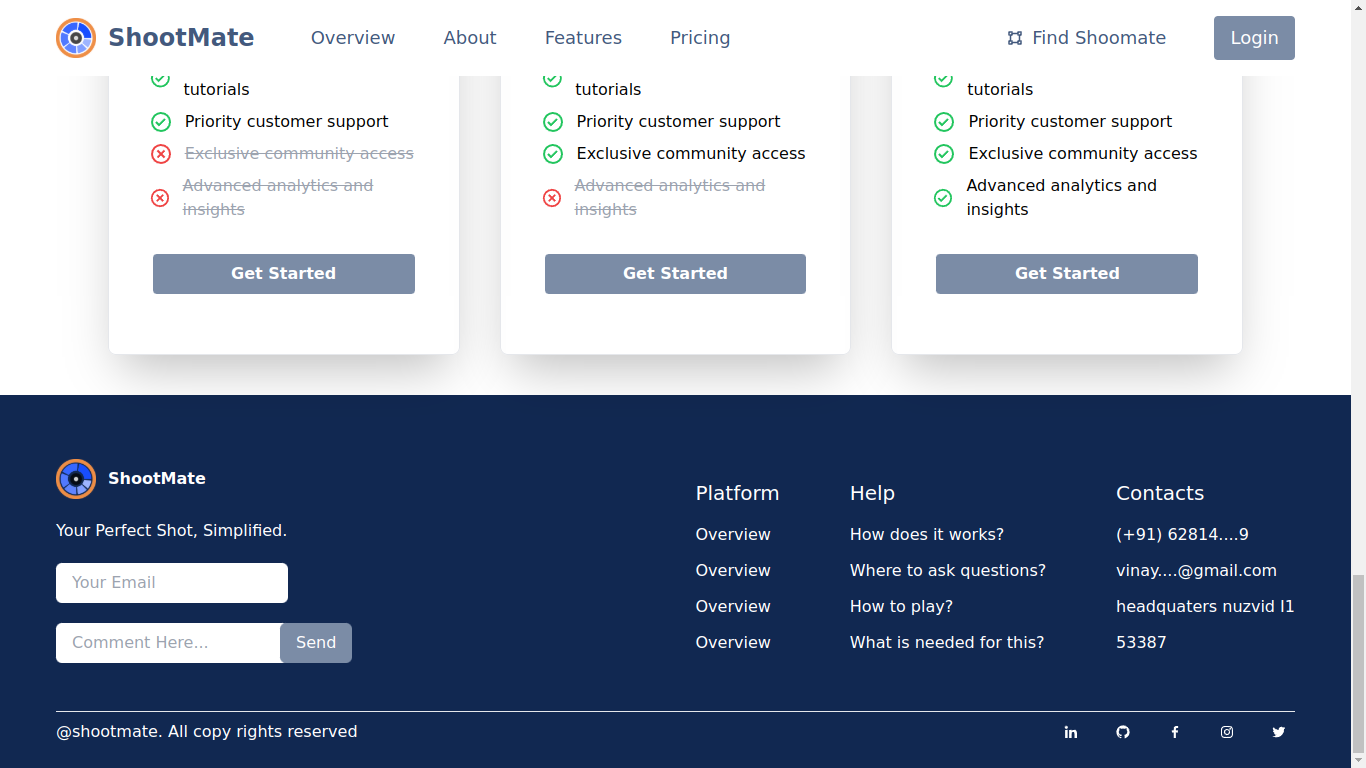 ShootMate
Overview
About
Features
Pricing
Find Shoomate
Login
tutorials
Priority customer support
Exclusive community access
Advanced analytics and
insights
Get Started
tutorials
Priority customer support
Exclusive community access
Advanced analytics and
insights
Get Started
tutorials
Priority customer support
Exclusive community access
Advanced analytics and
insights
Get Started
ShootMate
Your Perfect Shot, Simplified.
Your Email
Comment Here...
Send
Platform
Overview
Overview
Overview
Overview
Help
How does it works?
Where to ask questions?
How to play?
What is needed for this?
Contacts
(+91) 62814....9
vinay....@gmail.com
headquaters nuzvid I1
53387
@shootmate. All copy rights reserved